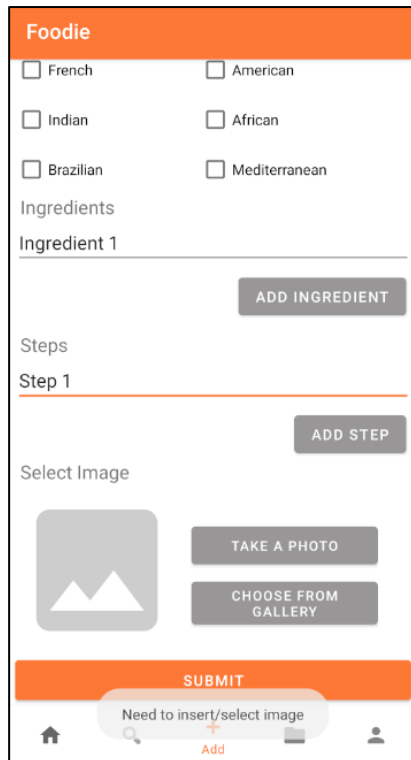 Foodie
French American
Indian African
Brazilian Mediterranean
Ingredients
Ingredient 1
ADD INGREDIENT
Steps
Step 1
ADD STEP
Select Image
TAKE A PHOTO
CHOOSE FROM
GALLERY
SUBMIT
Need to insert/select image
Add